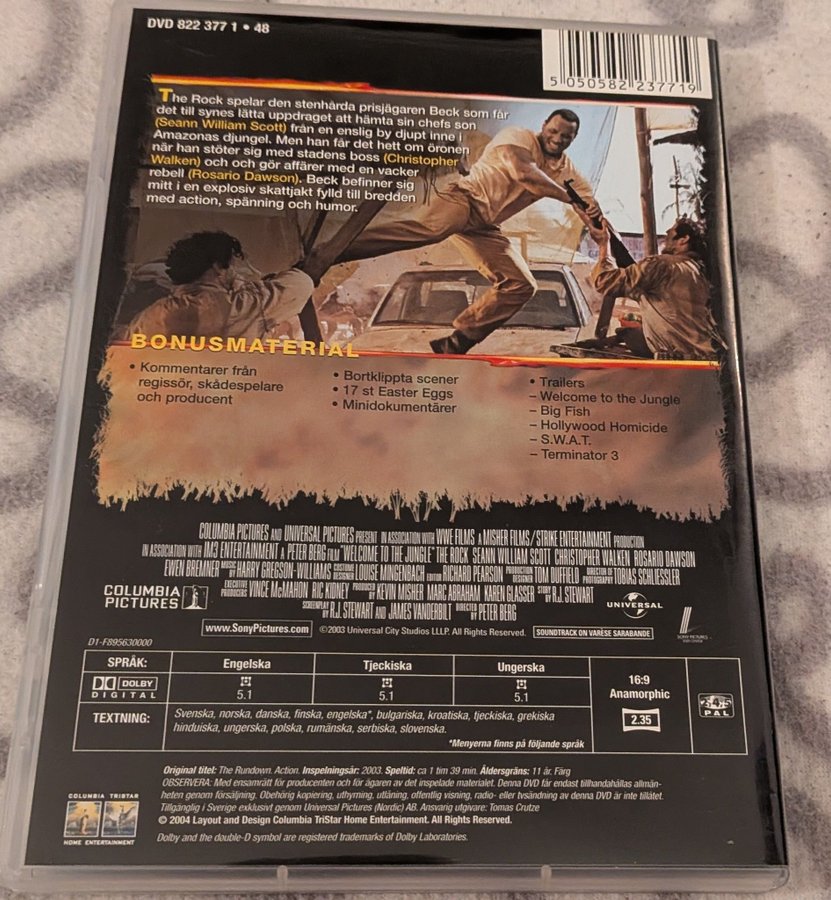 DVD 822 377 1 • 48
5 050582 237719
The Rock spelar den stenhårda prisjägaren Beck som får
det till synes lätta uppdraget att hämta sin chefs son
(Seann William Scott) från en enslig by djupt inne i
Amazonas djungel. Men han får det hett om öronen
när han stöter sig med stadens boss (Christopher
Walken) och och gör affärer med en vacker
rebell (Rosario Dawson). Beck befinner sig
mitt i en explosiv skattjakt fylld till bredden
med action, spänning och humor.
BONUSMATERIAL
• Kommentarer från
regissör, skådespelare
och producent
• Bortklippta scener
• 17 st Easter Eggs
• Minidokumentärer
• Trailers
– Welcome to the Jungle
– Big Fish
– Hollywood Homicide
– S.W.A.T.
– Terminator 3
COLUMBIA PICTURES AND UNIVERSAL PICTURES PRESENT IN ASSOCIATION WITH WWE FILMS A MISHER FILMS/STRIKE ENTERTAINMENT PRODUCTION
IN ASSOCIATION WITH IM3 ENTERTAINMENT A PETER BERG FILM "WELCOME TO THE JUNGLE" THE ROCK SEANN WILLIAM SCOTT CHRISTOPHER WALKEN ROSARIO DAWSON
EWEN BREMNER MUSIC BY HARRY GREGSON-WILLIAMS COSTUME DESIGNER LOUISE MINGENBACH EDITOR RICHARD PEARSON PRODUCTION DESIGNER TOM DUFFIELD DIRECTOR OF PHOTOGRAPHY TOBIAS SCHLIESSLER
EXECUTIVE PRODUCERS VINCE McMAHON RIC KIDNEY PRODUCED BY KEVIN MISHER MARC ABRAHAM KAREN GLASSER STORY BY R.J. STEWART
SCREENPLAY BY R.J. STEWART AND JAMES VANDERBILT DIRECTED BY PETER BERG
COLUMBIA
PICTURES
UNIVERSAL
SONY PICTURES
www.SonyPictures.com
©2003 Universal City Studios LLLP. All Rights Reserved.
SOUNDTRACK ON VARÈSE SARABANDE
D1-F895630000
SPRÅK:
Engelska
Tjeckiska
Ungerska
DOLBY
DIGITAL
5.1
5.1
5.1
16:9
Anamorphic
2.35
PAL
TEXTNING:
Svenska, norska, danska, finska, engelska*, bulgariska, kroatiska, tjeckiska, grekiska
hinduiska, ungerska, polska, rumänska, serbiska, slovenska.
*Menyerna finns på följande språk
COLUMBIA TRISTAR
HOME ENTERTAINMENT
Original titel: The Rundown. Action. Inspelningsår: 2003. Speltid: ca 1 tim 39 min. Åldersgräns: 11 år. Färg
OBSERVERA: Med ensamrätt för producenten och för ägaren av det inspelade materialet. Denna DVD får endast tillhandahållas allmän-
heten genom försäljning. Obehörig kopiering, uthyrning, utlåning, offentlig visning, radio- eller tvsändning av denna DVD är inte tillåtet.
Tillgänglig i Sverige exklusivt genom Universal Pictures (Nordic) AB. Ansvarig utgivare: Tomas Crutze
© 2004 Layout and Design Columbia TriStar Home Entertainment. All Rights Reserved.
Dolby and the double-D symbol are registered trademarks of Dolby Laboratories.